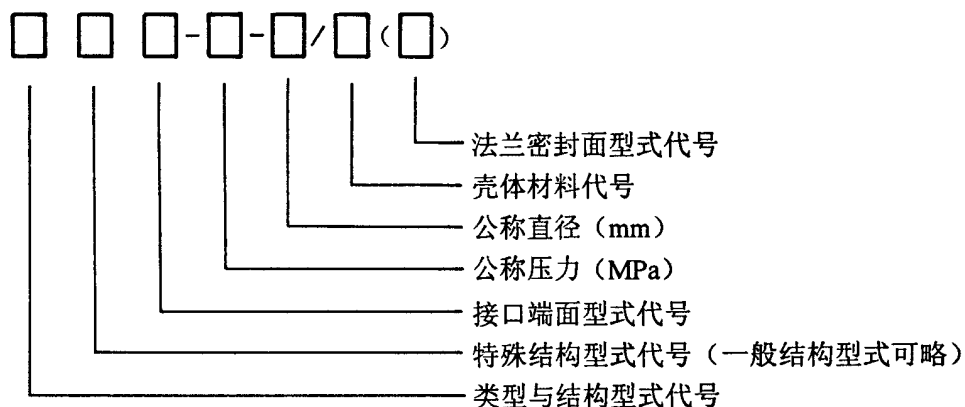 □ □ □-□-□/□(□)
法兰密封面型式代号
壳体材料代号
公称直径（mm）
公称压力（MPa）
接口端面型式代号
特殊结构型式代号（一般结构型式可略）
类型与结构型式代号